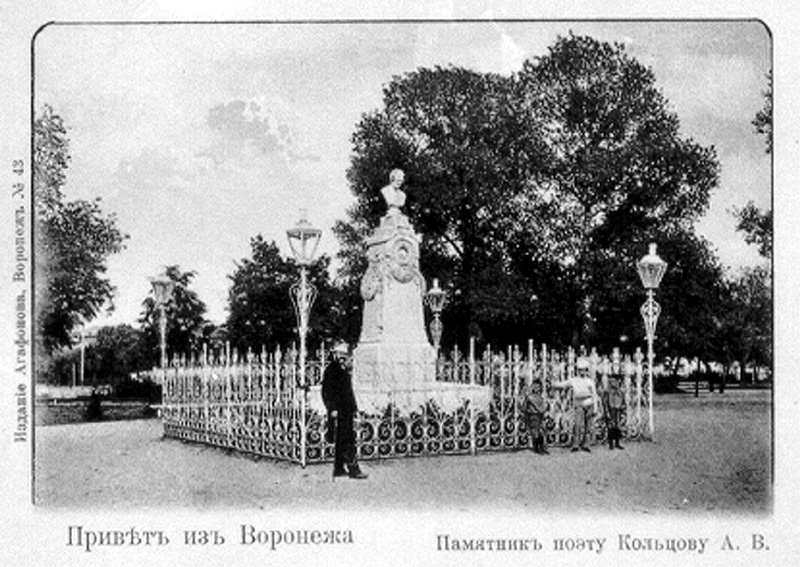 Изданіе Агафонова, Воронежъ № 43
Привѣтъ изъ Воронежа
Памятникъ поэту Кольцову А. В.